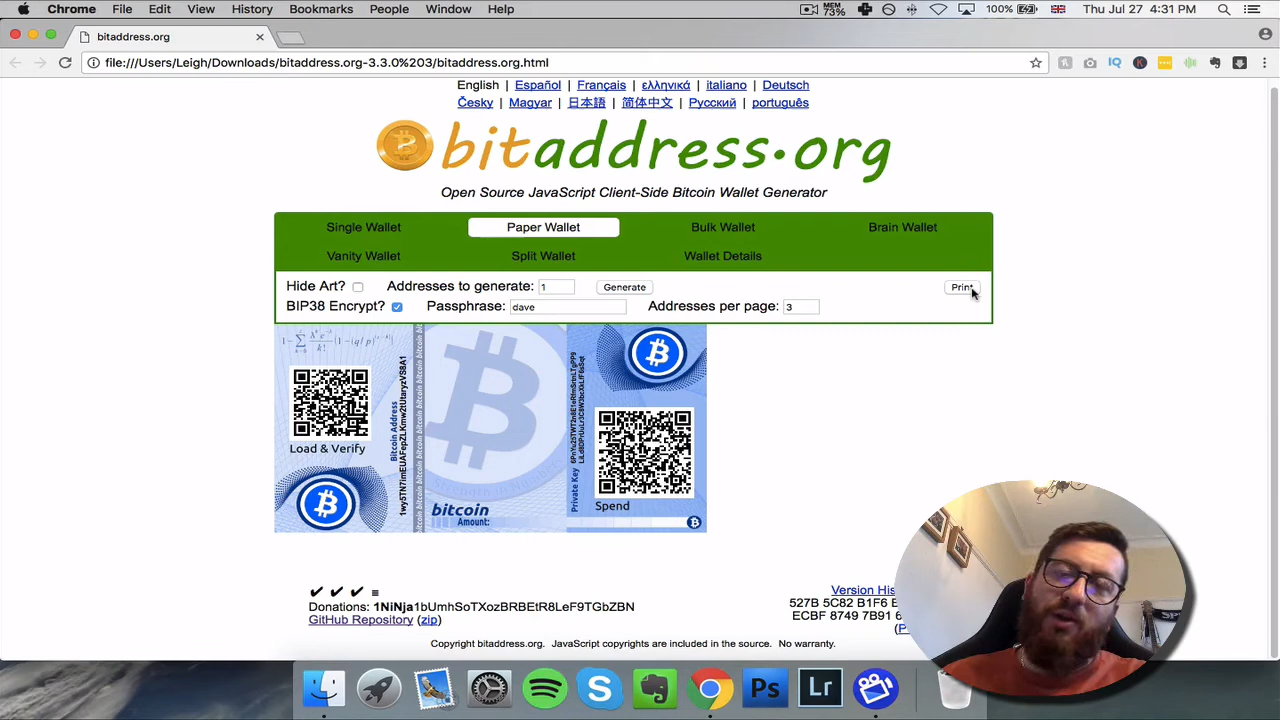 Chrome File Edit View History Bookmarks People Window Help MEM 73% 100% Thu Jul 27 4:31 PM
bitaddress.org
file:///Users/Leigh/Downloads/bitaddress.org-3.3.0%203/bitaddress.org.html
English Español Français ελληνικά italiano Deutsch
Česky Magyar 日本語 简体中文 Русский português
bitaddress.org
Open Source JavaScript Client-Side Bitcoin Wallet Generator
Single Wallet Paper Wallet Bulk Wallet Brain Wallet
Vanity Wallet Split Wallet Wallet Details
Hide Art? Addresses to generate: 1 Generate Print
BIP38 Encrypt? Passphrase: dave Addresses per page: 3
Load & Verify
Bitcoin Address
bitcoin
Amount:
Private Key
Spend
Donations: 1NiNja1bUmhSoTXozBRBEtR8LeF9TGbZBN
GitHub Repository (zip)
Version His
527B 5C82 B1F6
ECBF 8749 7B91
Copyright bitaddress.org. JavaScript copyrights are included in the source. No warranty.
Ps Lr